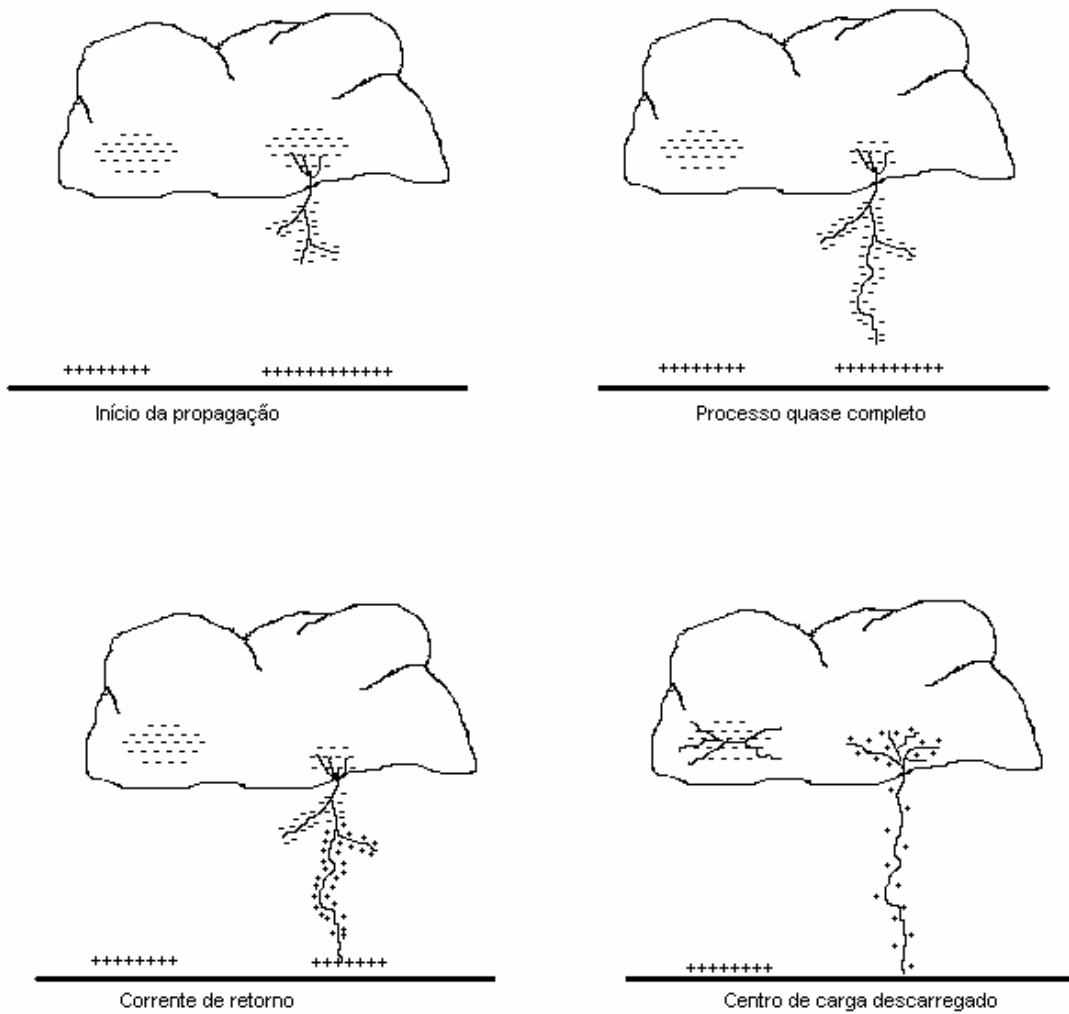 Início da propagação
Processo quase completo
Corrente de retorno
Centro de carga descarregado